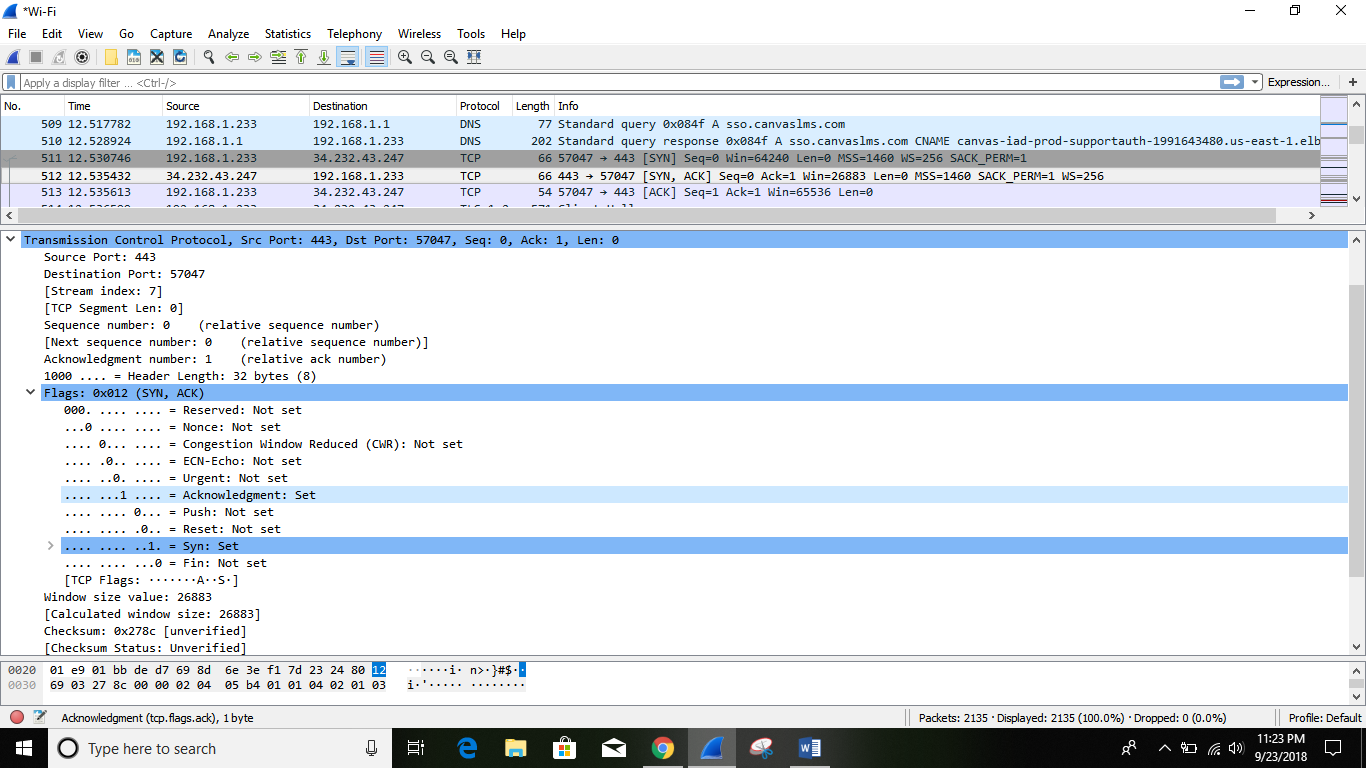 *Wi-Fi
File Edit View Go Capture Analyze Statistics Telephony Wireless Tools Help
Apply a display filter ... <Ctrl-/>
Expression... +
No. Time Source Destination Protocol Length Info
509 12.517782 192.168.1.233 192.168.1.1 DNS 77 Standard query 0x084f A sso.canvaslms.com
510 12.528924 192.168.1.1 192.168.1.233 DNS 202 Standard query response 0x084f A sso.canvaslms.com CNAME canvas-iad-prod-supportauth-1991643480.us-east-1.elb
511 12.530746 192.168.1.233 34.232.43.247 TCP 66 57047 → 443 [SYN] Seq=0 Win=64240 Len=0 MSS=1460 WS=256 SACK_PERM=1
512 12.535432 34.232.43.247 192.168.1.233 TCP 66 443 → 57047 [SYN, ACK] Seq=0 Ack=1 Win=26883 Len=0 MSS=1460 SACK_PERM=1 WS=256
513 12.535613 192.168.1.233 34.232.43.247 TCP 54 57047 → 443 [ACK] Seq=1 Ack=1 Win=65536 Len=0
Transmission Control Protocol, Src Port: 443, Dst Port: 57047, Seq: 0, Ack: 1, Len: 0
Source Port: 443
Destination Port: 57047
[Stream index: 7]
[TCP Segment Len: 0]
Sequence number: 0 (relative sequence number)
[Next sequence number: 0 (relative sequence number)]
Acknowledgment number: 1 (relative ack number)
1000 .... = Header Length: 32 bytes (8)
Flags: 0x012 (SYN, ACK)
000. .... .... = Reserved: Not set
...0 .... .... = Nonce: Not set
.... 0... .... = Congestion Window Reduced (CWR): Not set
.... .0.. .... = ECN-Echo: Not set
.... ..0. .... = Urgent: Not set
.... ...1 .... = Acknowledgment: Set
.... .... 0... = Push: Not set
.... .... .0.. = Reset: Not set
.... .... ..1. = Syn: Set
.... .... ...0 = Fin: Not set
[TCP Flags: ·······A··S·]
Window size value: 26883
[Calculated window size: 26883]
Checksum: 0x278c [unverified]
[Checksum Status: Unverified]
0020 01 e9 01 bb de d7 69 8d 6e 3e f1 7d 23 24 80 12 ······i· n>·}#$··
0030 69 03 27 8c 00 00 02 04 05 b4 01 01 04 02 01 03 i·'····· ········
Acknowledgment (tcp.flags.ack), 1 byte
Packets: 2135 · Displayed: 2135 (100.0%) · Dropped: 0 (0.0%)
Profile: Default
Type here to search
11:23 PM
9/23/2018